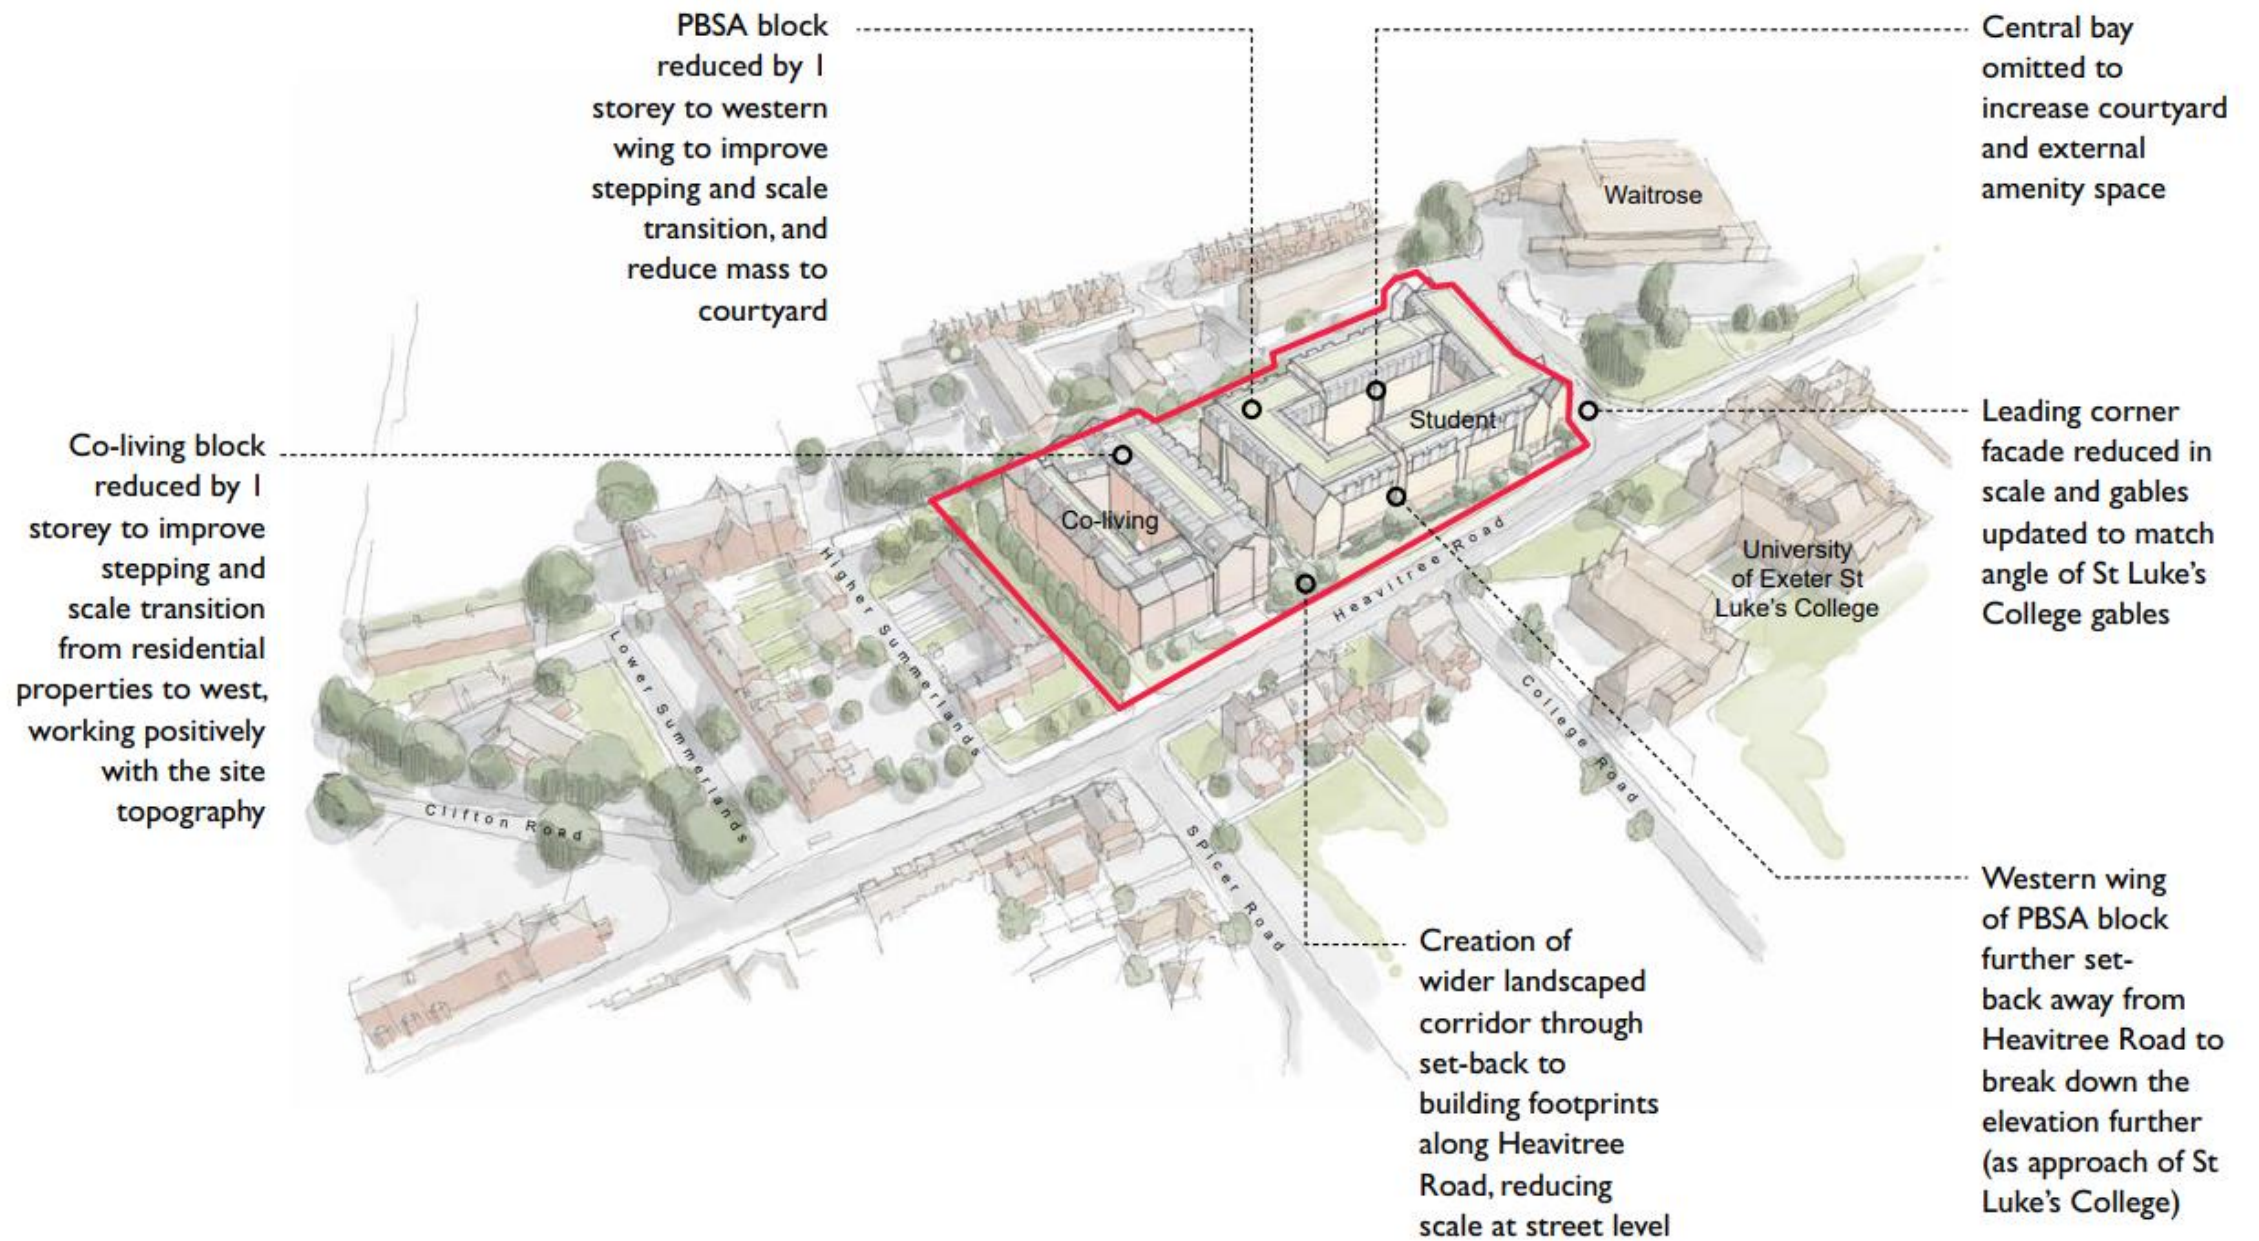 PBSA block
reduced by 1
storey to western
wing to improve
stepping and scale
transition, and
reduce mass to
courtyard
Central bay
omitted to
increase courtyard
and external
amenity space
Waitrose
Student
Co-living
Co-living block
reduced by 1
storey to improve
stepping and
scale transition
from residential
properties to west,
working positively
with the site
topography
Leading corner
facade reduced in
scale and gables
updated to match
angle of St Luke's
College gables
University
of Exeter St
Luke's College
Heavitree Road
Higher Summerlands
Lower Summerlands
Clifton Road
Spicer Road
College Road
Creation of
wider landscaped
corridor through
set-back to
building footprints
along Heavitree
Road, reducing
scale at street level
Western wing
of PBSA block
further set-
back away from
Heavitree Road to
break down the
elevation further
(as approach of St
Luke's College)